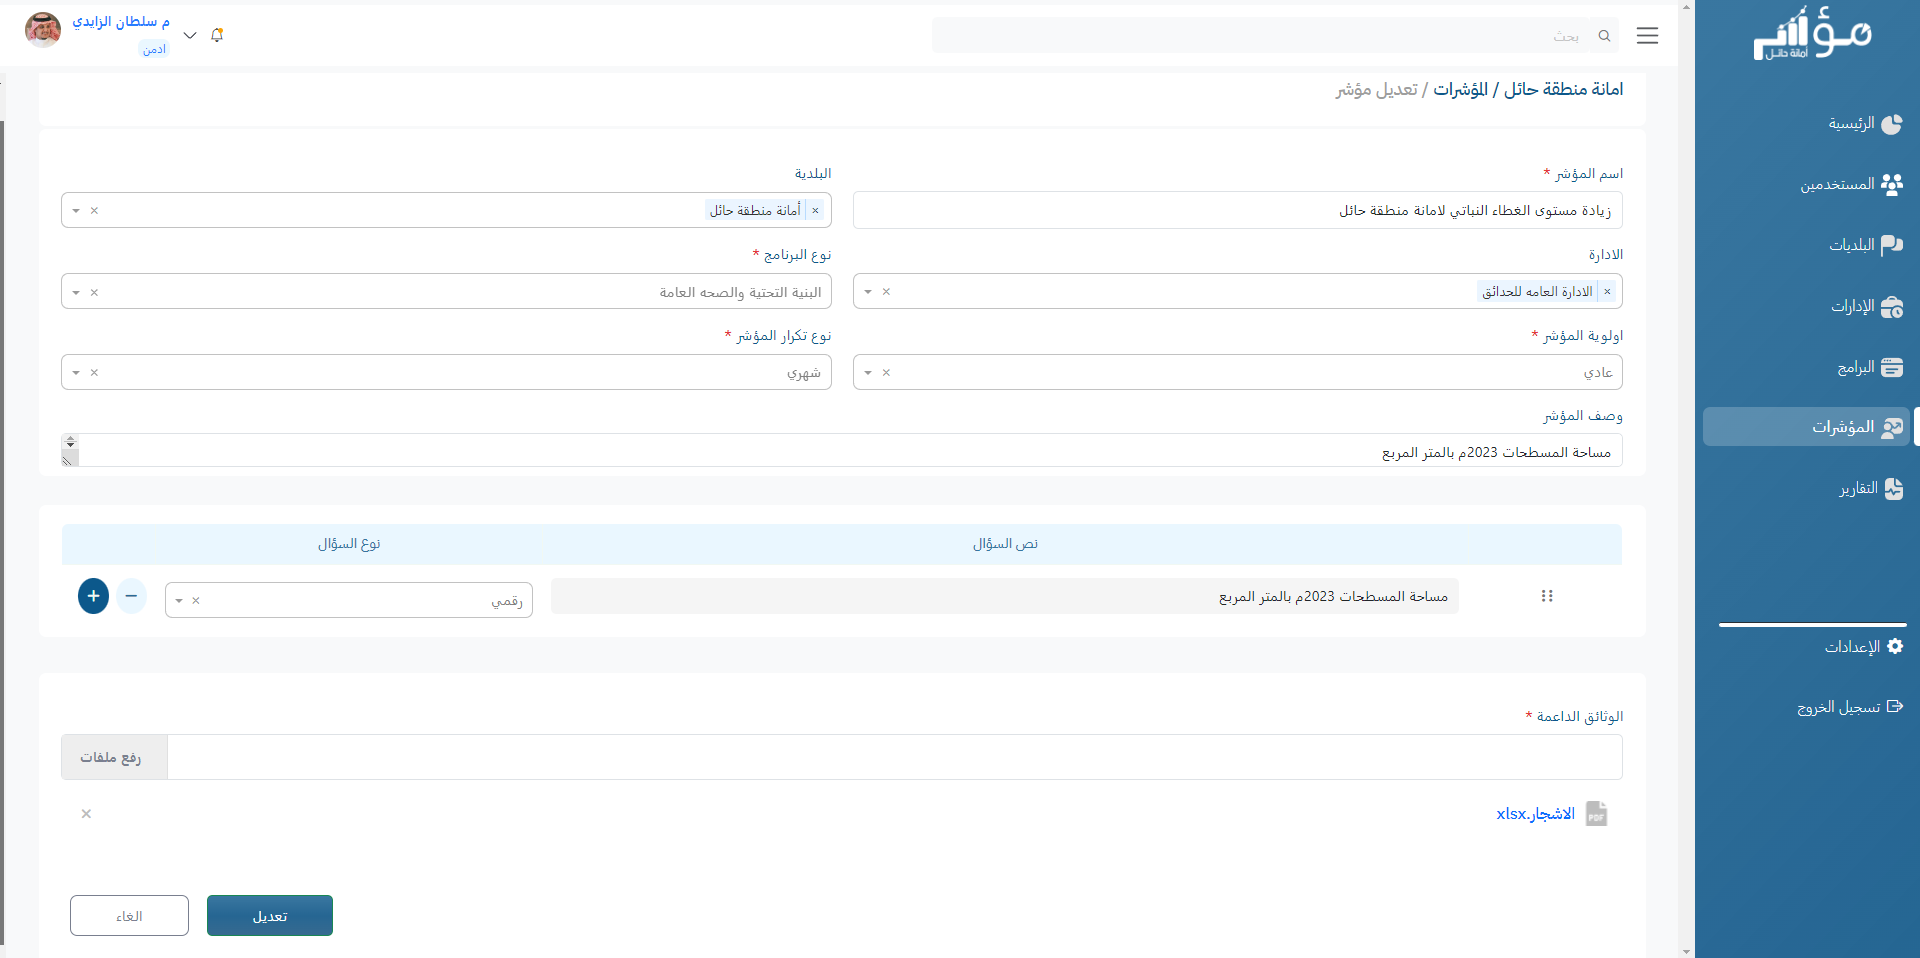 مؤشر
أمانة حائل
الرئيسية
المستخدمين
البلديات
الإدارات
البرامج
المؤشرات
التقارير
الإعدادات
تسجيل الخروج
بحث
م سلطان الزايدي
ادمن
امانة منطقة حائل / المؤشرات / تعديل مؤشر
اسم المؤشر *
البلدية
زيادة مستوى الغطاء النباتي لامانة منطقة حائل
× أمانة منطقة حائل ×
الادارة
نوع البرنامج *
× الادارة العامه للحدائق ×
البنية التحتية والصحه العامة ×
اولوية المؤشر *
نوع تكرار المؤشر *
عادي ×
شهري ×
وصف المؤشر
مساحة المسطحات 2023م بالمتر المربع
نص السؤال
نوع السؤال
مساحة المسطحات 2023م بالمتر المربع
رقمي ×
− +
الوثائق الداعمة *
رفع ملفات
PDF
الاشجار.xlsx ×
تعديل
الغاء